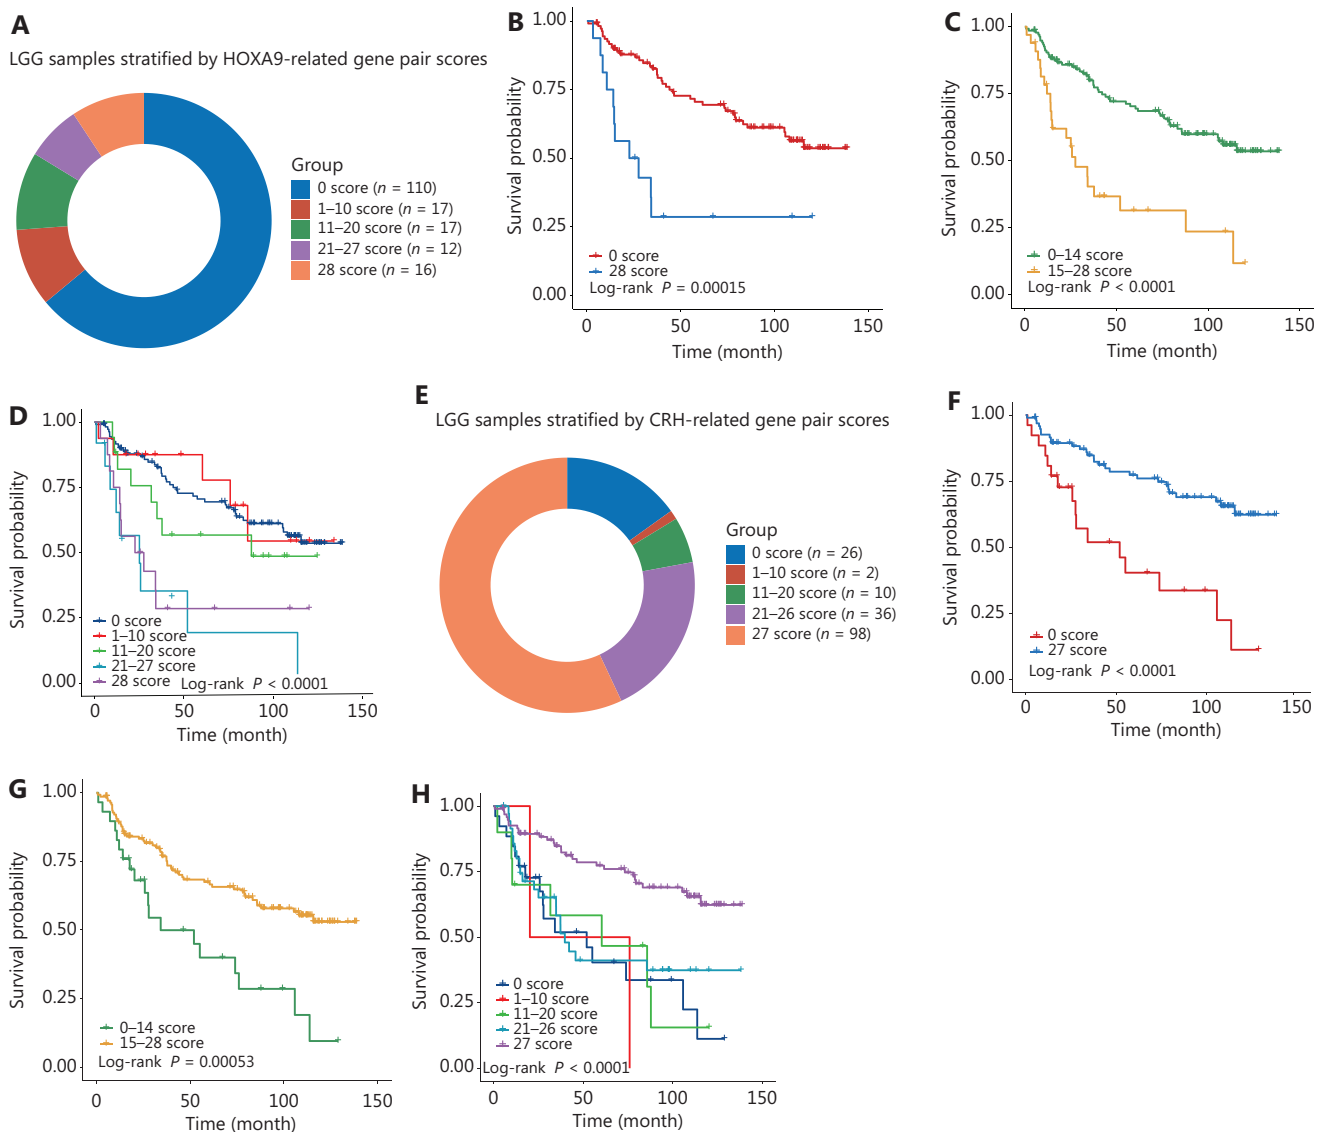 A
LGG samples stratified by HOXA9-related gene pair scores
Group
0 score (n = 110)
1–10 score (n = 17)
11–20 score (n = 17)
21–27 score (n = 12)
28 score (n = 16)
B
Survival probability
1.00
0.75
0.50
0.25
0.00
0 score
28 score
Log-rank P = 0.00015
0 50 100 150
Time (month)
C
Survival probability
1.00
0.75
0.50
0.25
0.00
0–14 score
15–28 score
Log-rank P < 0.0001
0 50 100 150
Time (month)
D
Survival probability
1.00
0.75
0.50
0.25
0.00
0 score
1–10 score
11–20 score
21–27 score
28 score
Log-rank P < 0.0001
0 50 100 150
Time (month)
E
LGG samples stratified by CRH-related gene pair scores
Group
0 score (n = 26)
1–10 score (n = 2)
11–20 score (n = 10)
21–26 score (n = 36)
27 score (n = 98)
F
Survival probability
1.00
0.75
0.50
0.25
0.00
0 score
27 score
Log-rank P < 0.0001
0 50 100 150
Time (month)
G
Survival probability
1.00
0.75
0.50
0.25
0.00
0–14 score
15–28 score
Log-rank P = 0.00053
0 50 100 150
Time (month)
H
Survival probability
1.00
0.75
0.50
0.25
0.00
0 score
1–10 score
11–20 score
21–26 score
27 score
Log-rank P < 0.0001
0 50 100 150
Time (month)